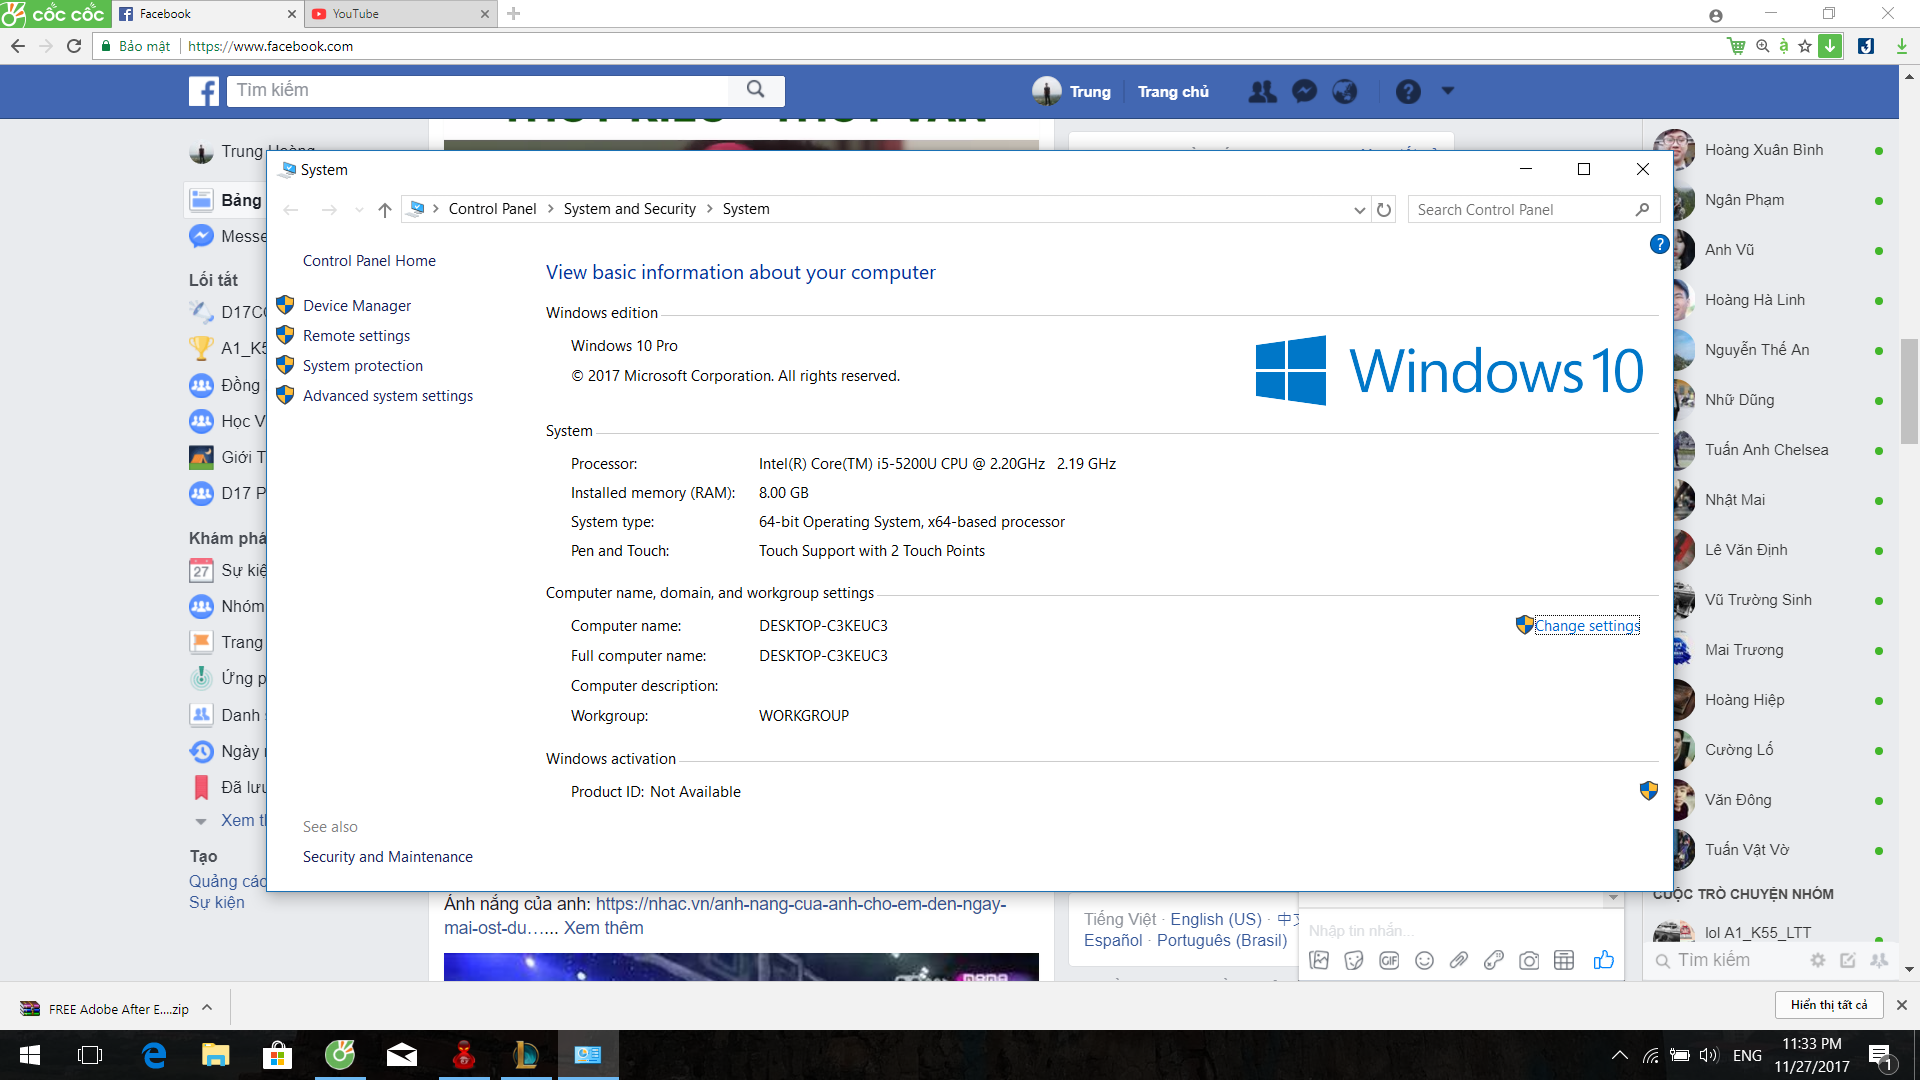 cốc cốc
Facebook
YouTube
Bảo mật
https://www.facebook.com
Tìm kiếm
Trung
Trang chủ
Trung Hoàng
Bảng
Messe
Lối tắt
D17C
A1_K5
Đồng
Học V
Giới T
D17 P
Khám phá
27
Sự kiệ
Nhóm
Trang
Ứng p
Danh s
Ngày
Đã lưu
Xem t
Tạo
Quảng cáo
Sự kiện
System
Control Panel
System and Security
System
Search Control Panel
?
Control Panel Home
Device Manager
Remote settings
System protection
Advanced system settings
See also
Security and Maintenance
View basic information about your computer
Windows edition
Windows 10 Pro
© 2017 Microsoft Corporation. All rights reserved.
Windows 10
System
Processor: Intel(R) Core(TM) i5-5200U CPU @ 2.20GHz 2.19 GHz
Installed memory (RAM): 8.00 GB
System type: 64-bit Operating System, x64-based processor
Pen and Touch: Touch Support with 2 Touch Points
Computer name, domain, and workgroup settings
Computer name: DESKTOP-C3KEUC3
Change settings
Full computer name: DESKTOP-C3KEUC3
Computer description:
Workgroup: WORKGROUP
Windows activation
Product ID: Not Available
Ánh nắng của anh: https://nhac.vn/anh-nang-cua-anh-cho-em-den-ngay-
mai-ost-du…... Xem thêm
Tiếng Việt · English (US) ·
Español · Português (Brasil)
Nhập tin nhắn...
GIF
Hoàng Xuân Bình
Ngân Phạm
Anh Vũ
Hoàng Hà Linh
Nguyễn Thế An
Nhữ Dũng
Tuấn Anh Chelsea
Nhật Mai
Lê Văn Định
Vũ Trường Sinh
Mai Trương
Hoàng Hiệp
Cường Lố
Văn Đông
Tuấn Vật Vờ
CUỘC TRÒ CHUYỆN NHÓM
lol A1_K55_LTT
Tìm kiếm
FREE Adobe After E....zip
Hiển thị tất cả
ENG
11:33 PM
11/27/2017
1